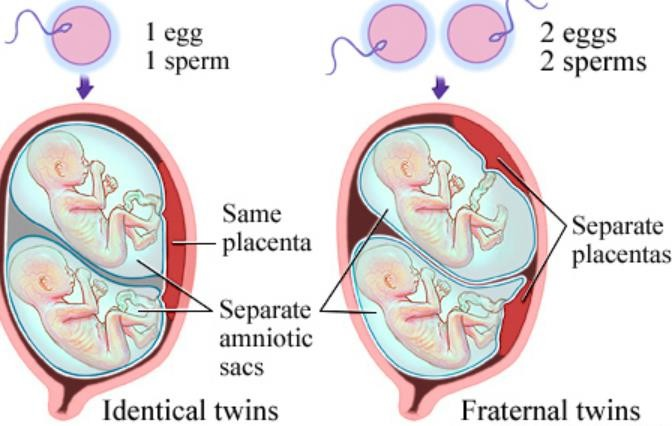 1 egg
1 sperm
2 eggs
2 sperms
Same
placenta
Separate
placentas
Separate
amniotic
sacs
Identical twins
Fraternal twins